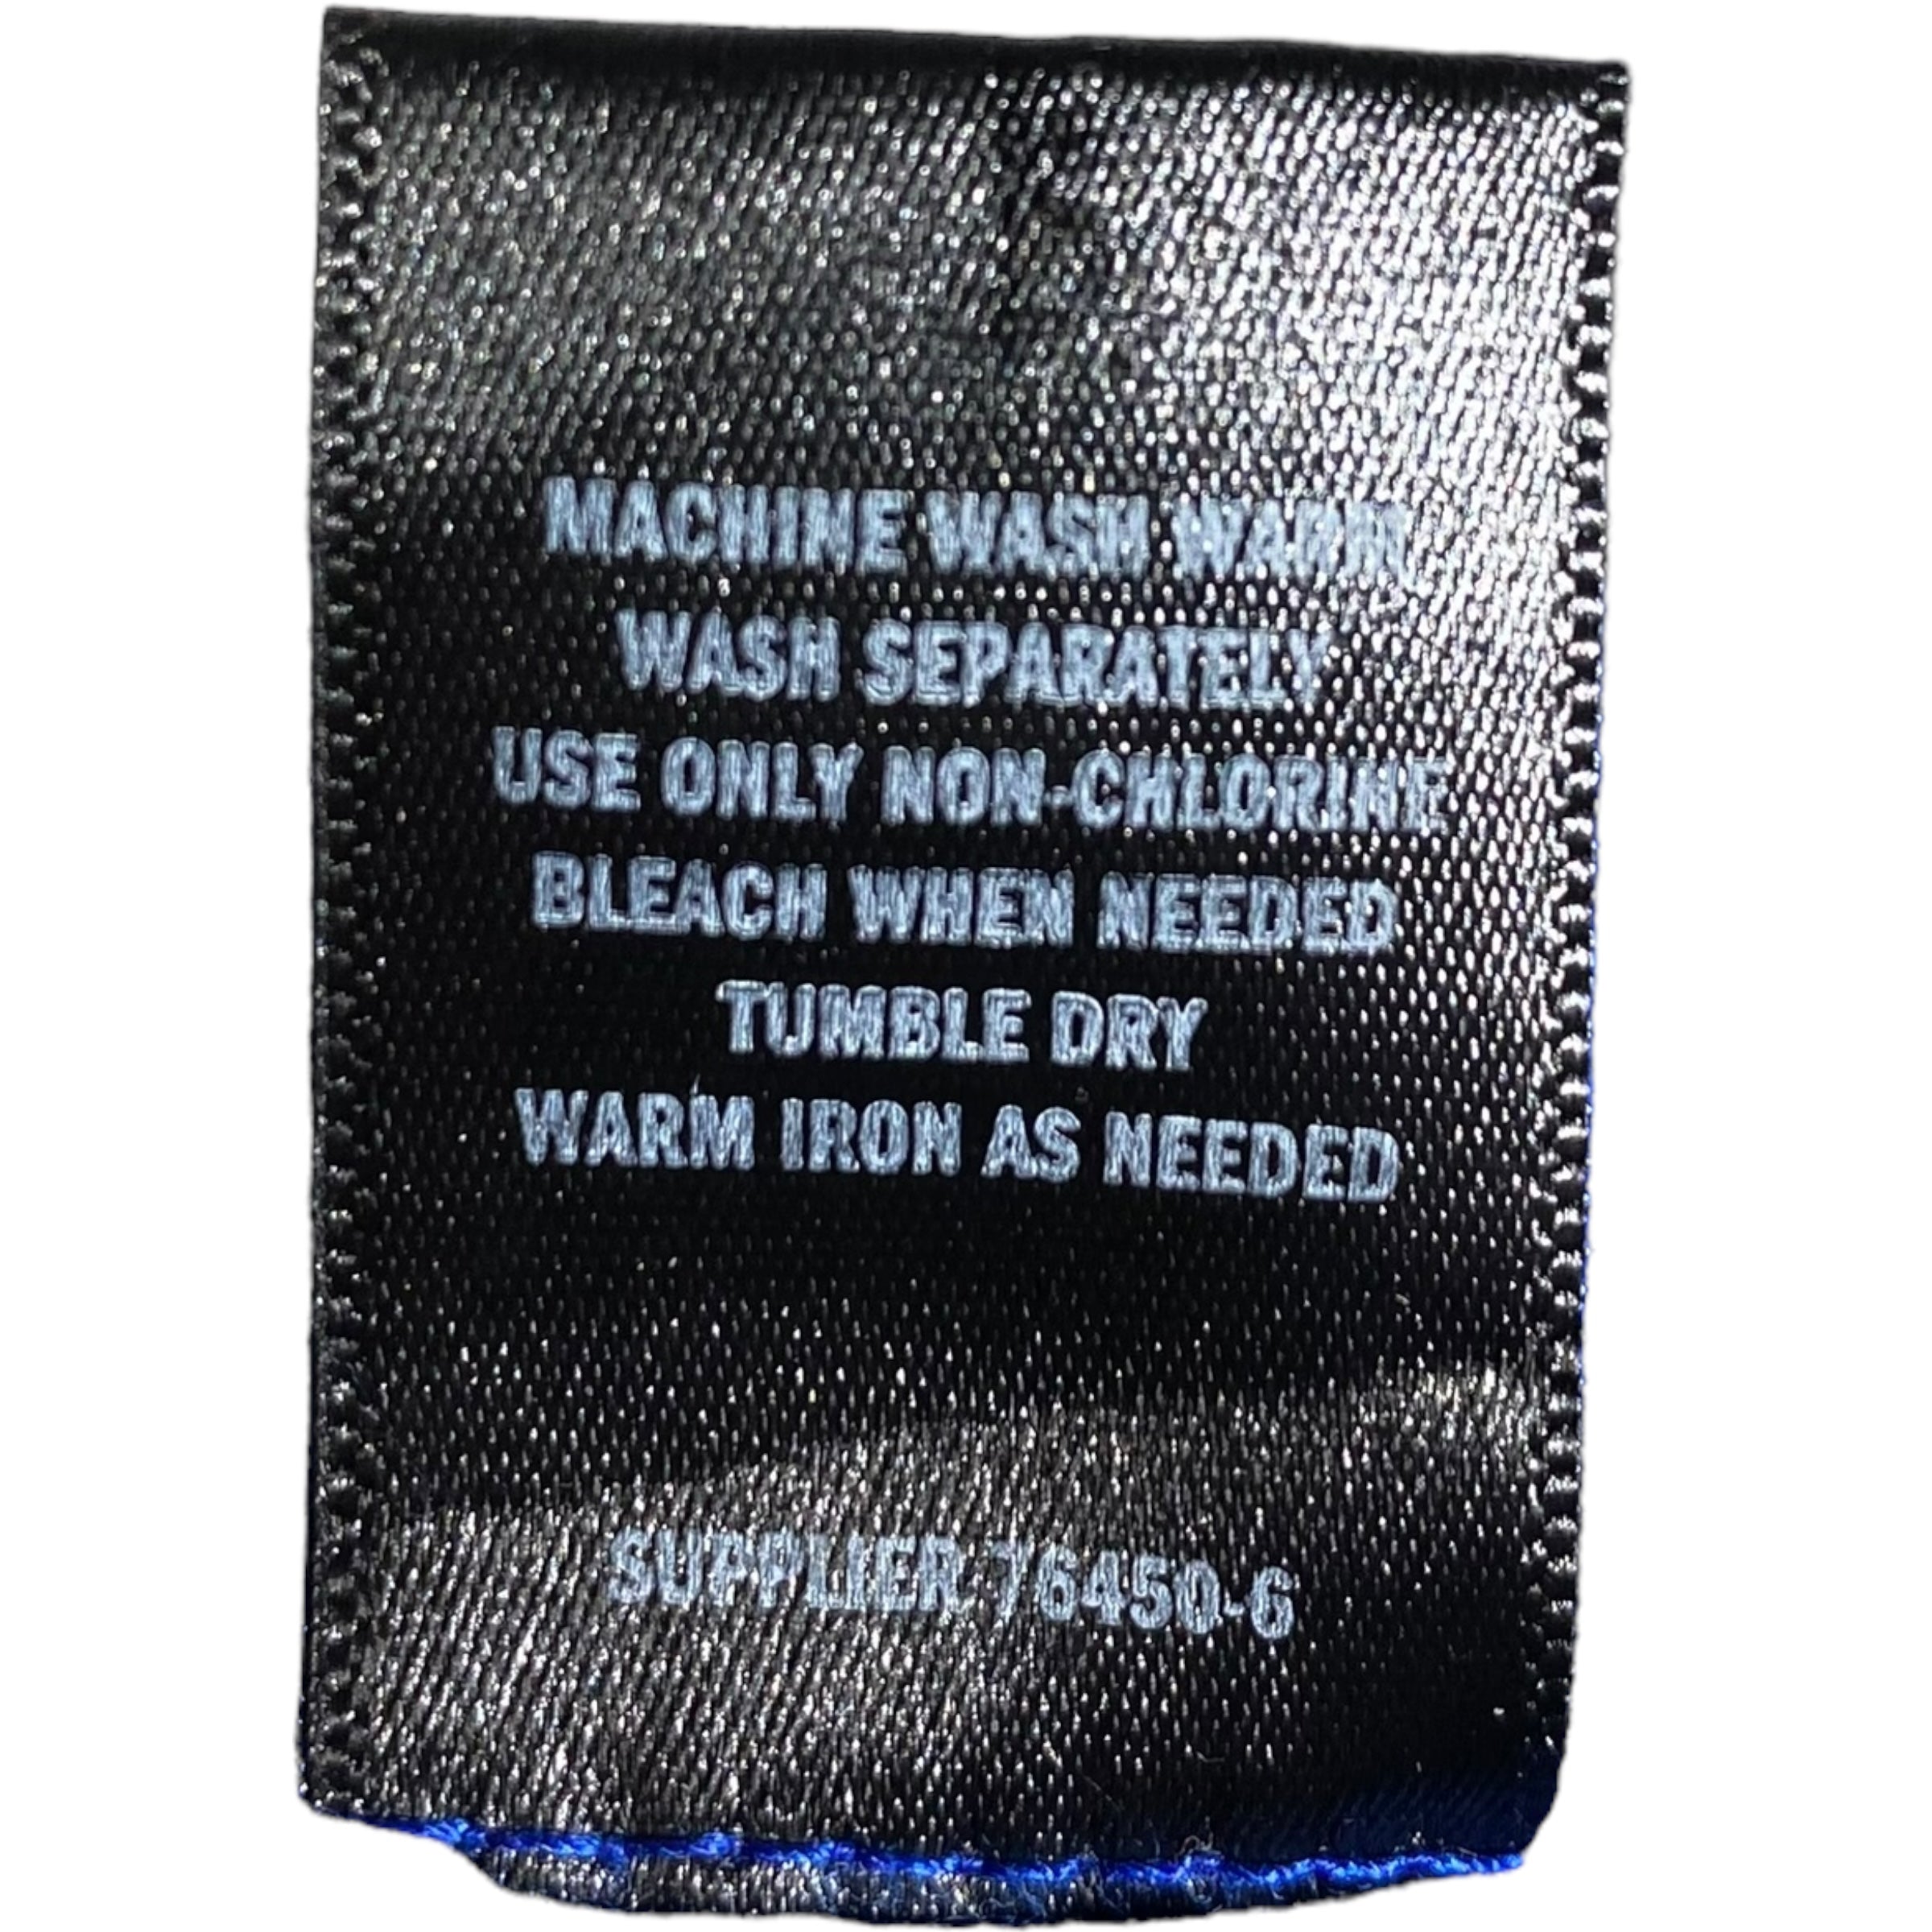 MACHINE WASH WARM
WASH SEPARATELY
USE ONLY NON-CHLORINE
BLEACH WHEN NEEDED
TUMBLE DRY
WARM IRON AS NEEDED
SUPPLIER 76450-6